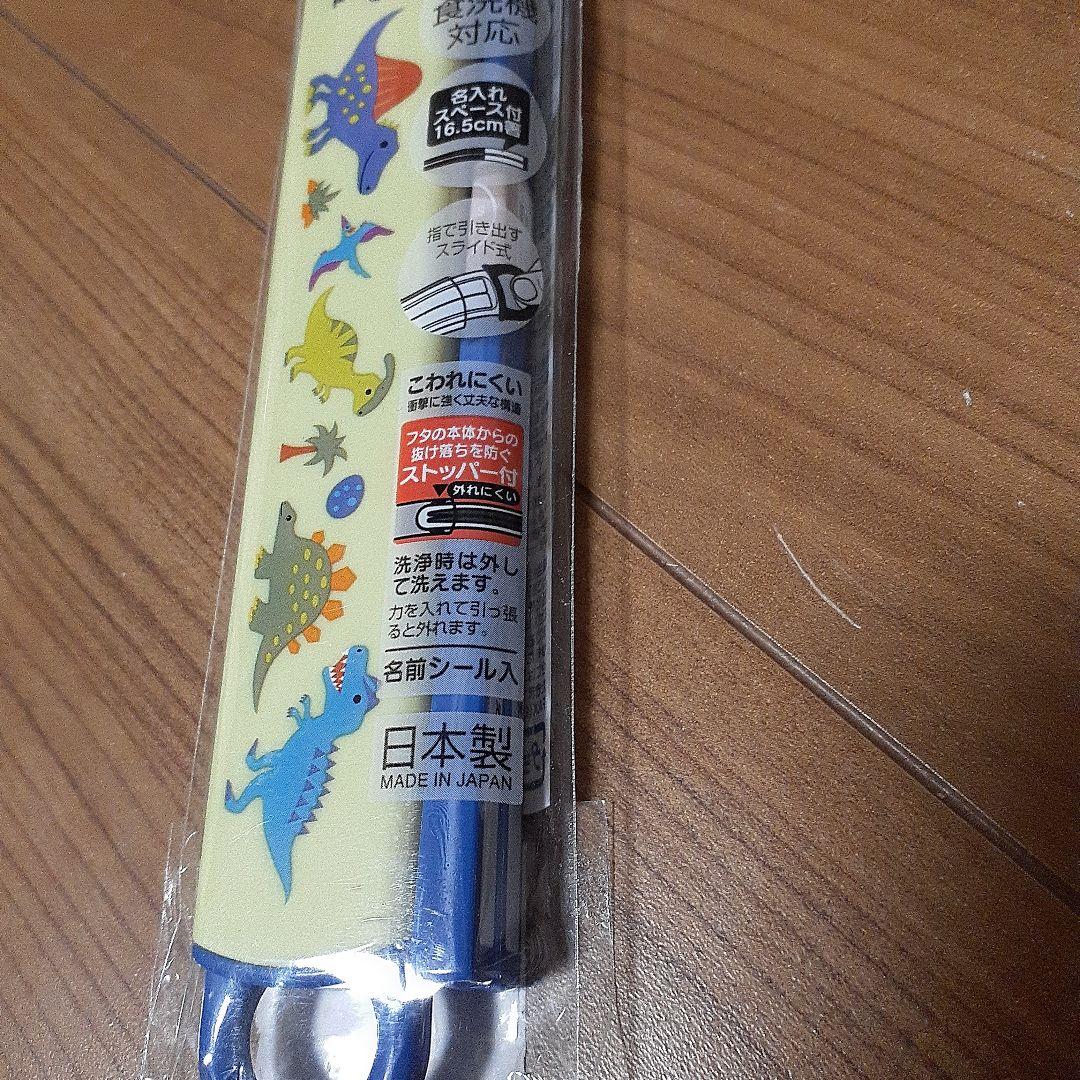 食洗機
対応
名入れ
スペース付
16.5cm箸
指で引き出す
スライド式
こわれにくい
衝撃に強く丈夫な構造
フタの本体からの
抜け落ちを防ぐ
ストッパー付
外れにくい
洗浄時は外し
て洗えます。
力を入れて引っ張
ると外れます。
名前シール入
日本製
MADE IN JAPAN